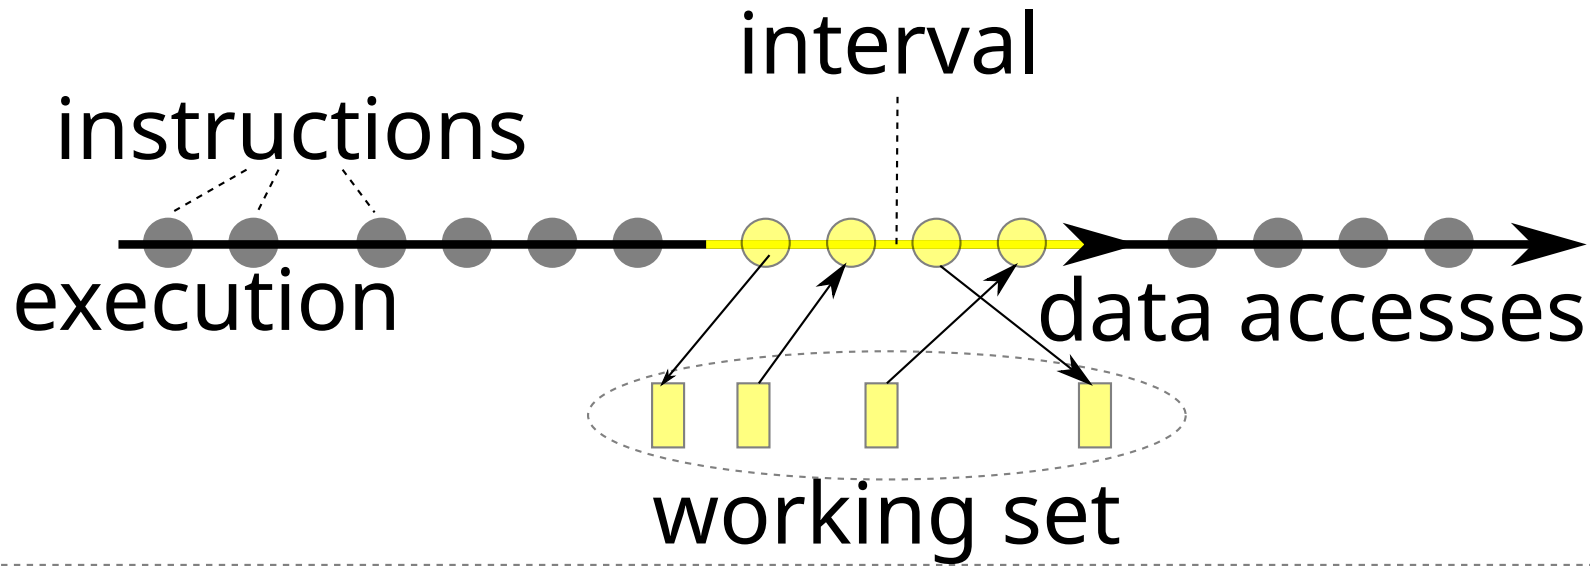 interval
instructions
execution
data accesses
working set